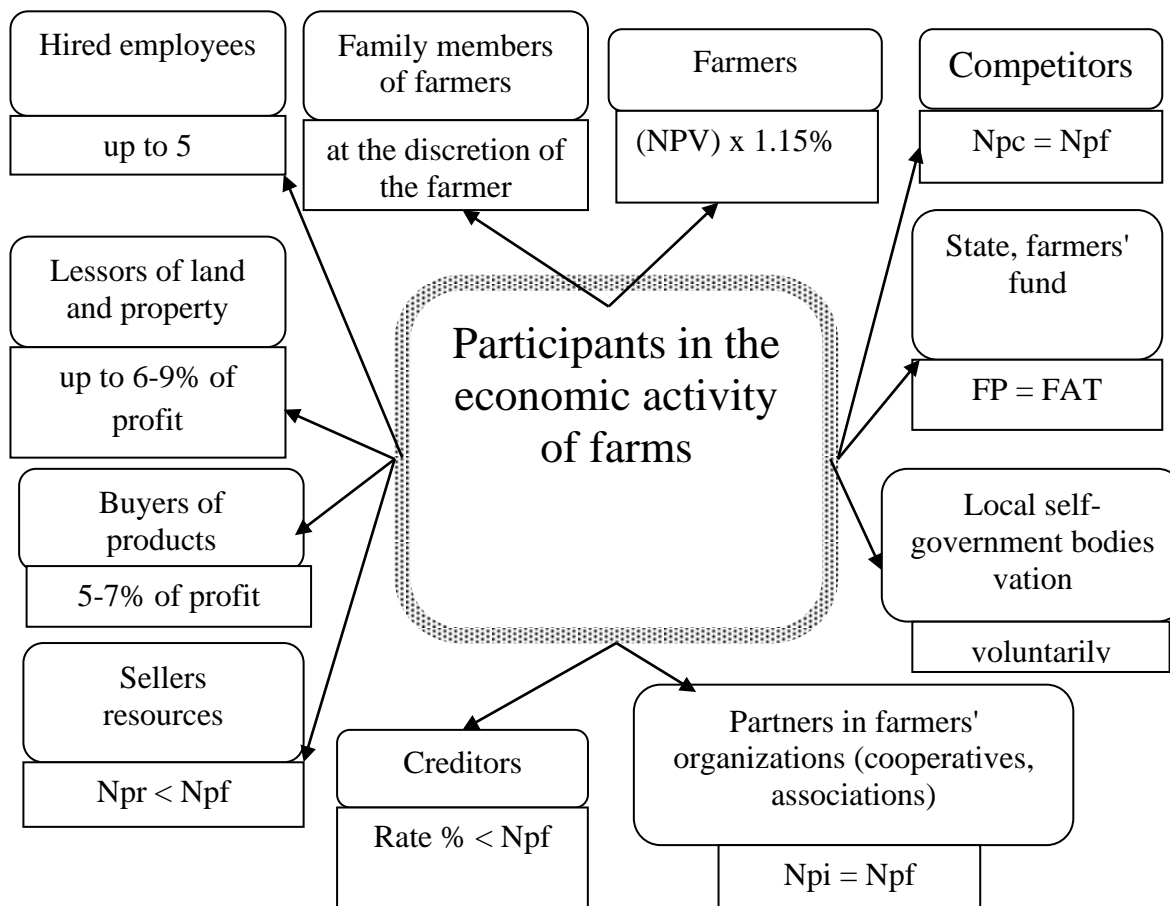 Hired employees
up to 5
Family members
of farmers
at the discretion of
the farmer
Farmers
(NPV) x 1.15%
Competitors
Npc = Npf
Lessors of land
and property
up to 6-9% of
profit
State, farmers'
fund
FP = FAT
Participants in the
economic activity
of farms
Buyers of
products
5-7% of profit
Local self-
government bodies
vation
voluntarily
Sellers
resources
Npr < Npf
Creditors
Rate % < Npf
Partners in farmers'
organizations (cooperatives,
associations)
Npi = Npf